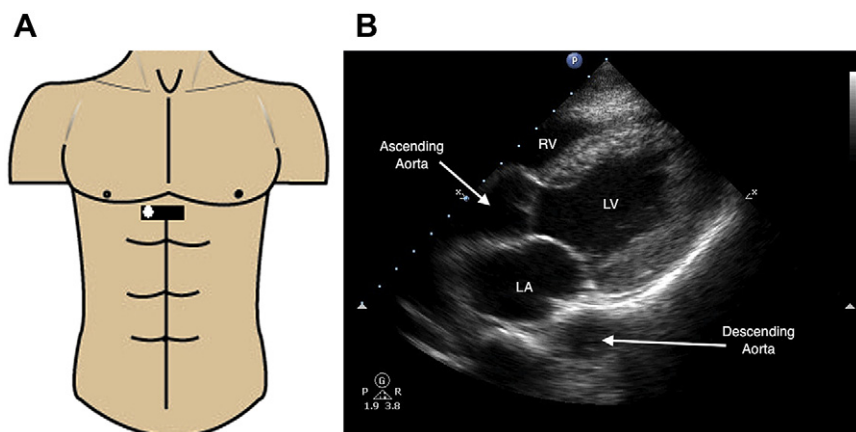 A
B
P
RV
Ascending
Aorta
x
x
LV
LA
Descending
Aorta
G
P R
1.9 3.8